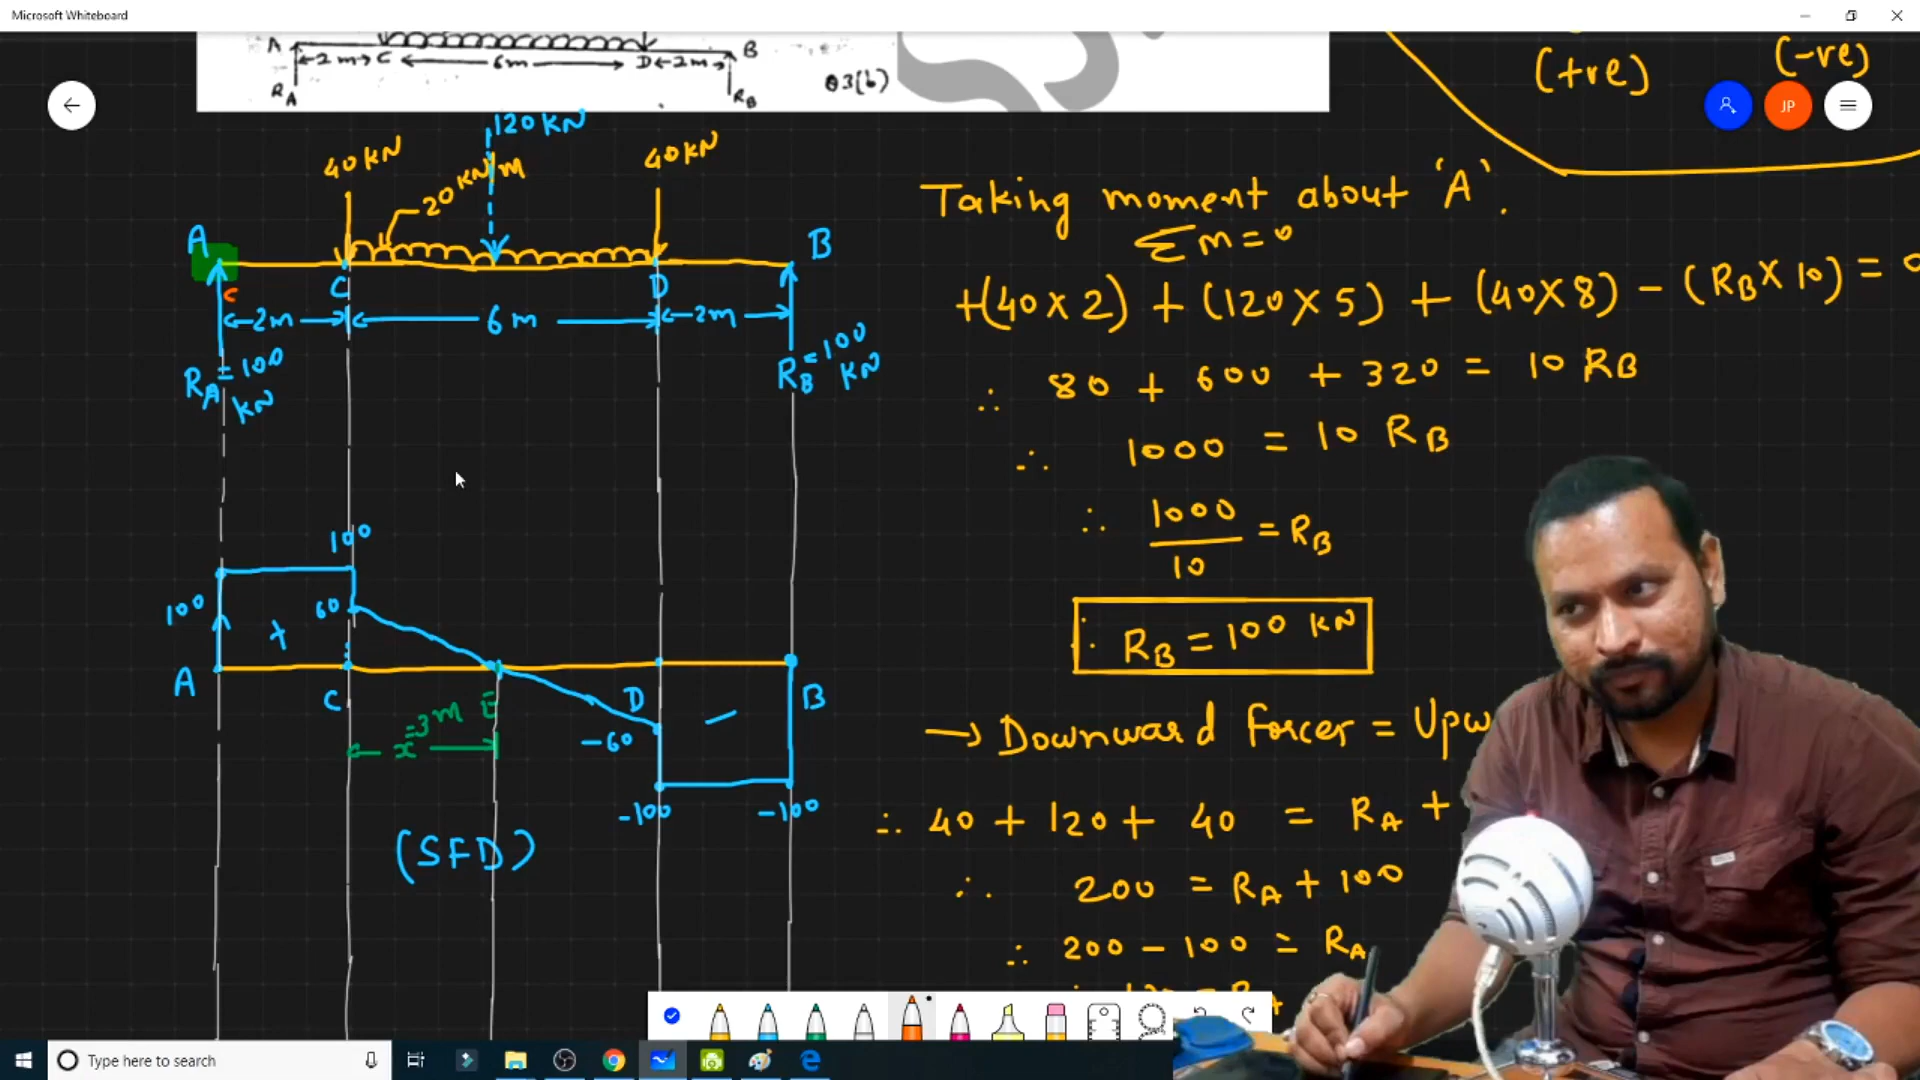 Microsoft Whiteboard
A 2 m C 6m D 2m B
RA RB Q3(b)
(+ve) (-ve)
JP
120 KN
40 KN 20 KN/m 40 KN
A C D B
2m 6m 2m
RA = 100 KN RB = 100 KN
100
100 60
+
A C E D B
x = 3m
-60
-100 -100
(SFD)
Taking moment about 'A'.
Σm = 0
+(40 x 2) + (120 x 5) + (40 x 8) - (RB x 10) = 0
∴ 80 + 600 + 320 = 10 RB
∴ 1000 = 10 RB
∴ 1000/10 = RB
∴ RB = 100 KN
→ Downward Forces = Upw
∴ 40 + 120 + 40 = RA +
∴ 200 = RA + 100
∴ 200 - 100 = RA
Type here to search